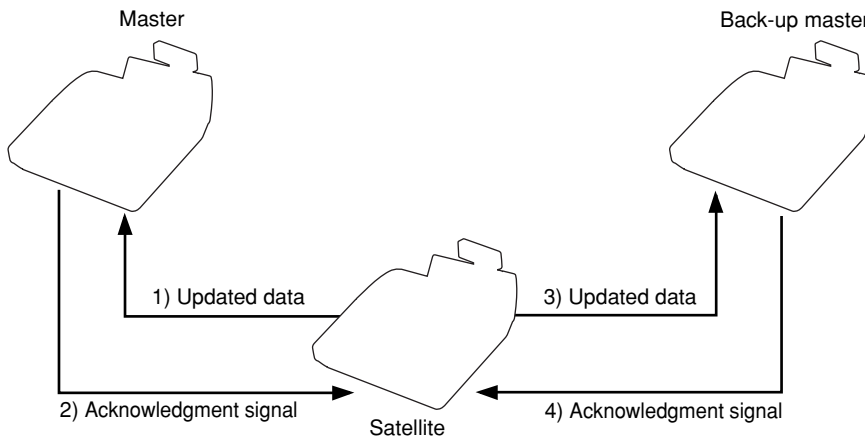 Master
Back-up master
1) Updated data
3) Updated data
2) Acknowledgment signal
4) Acknowledgment signal
Satellite